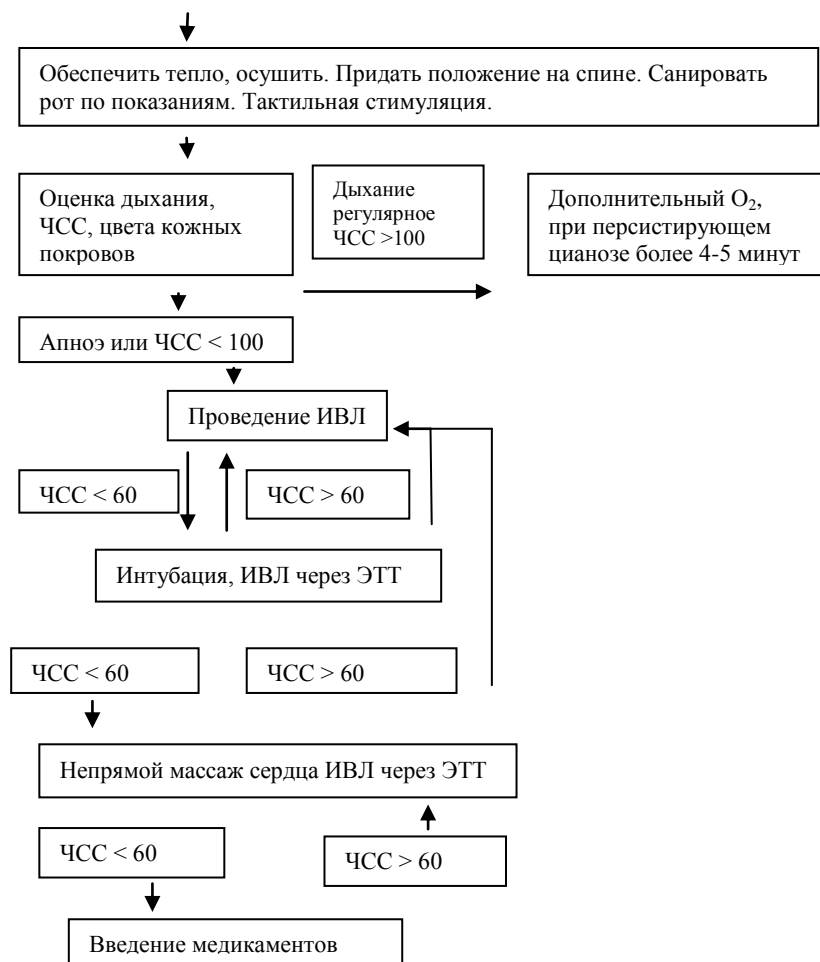 Обеспечить тепло, осушить. Придать положение на спине. Санировать
рот по показаниям. Тактильная стимуляция.
Оценка дыхания,
ЧСС, цвета кожных
покровов
Дыхание
регулярное
ЧСС >100
Дополнительный O₂,
при персистирующем
цианозе более 4-5 минут
Апноэ или ЧСС < 100
Проведение ИВЛ
ЧСС < 60
ЧСС > 60
Интубация, ИВЛ через ЭТТ
ЧСС < 60
ЧСС > 60
Непрямой массаж сердца ИВЛ через ЭТТ
ЧСС < 60
ЧСС > 60
Введение медикаментов